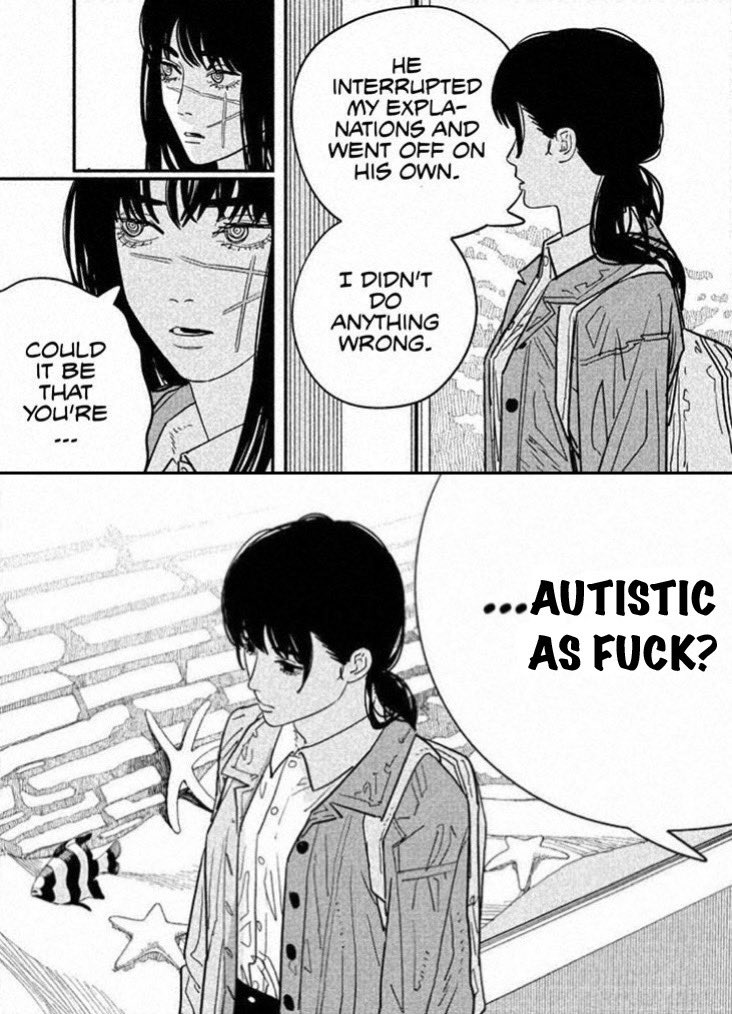 HE
INTERRUPTED
MY EXPLA-
NATIONS AND
WENT OFF ON
HIS OWN.
I DIDN'T
DO
ANYTHING
WRONG.
COULD
IT BE
THAT
YOU'RE
...
...AUTISTIC
AS FUCK?